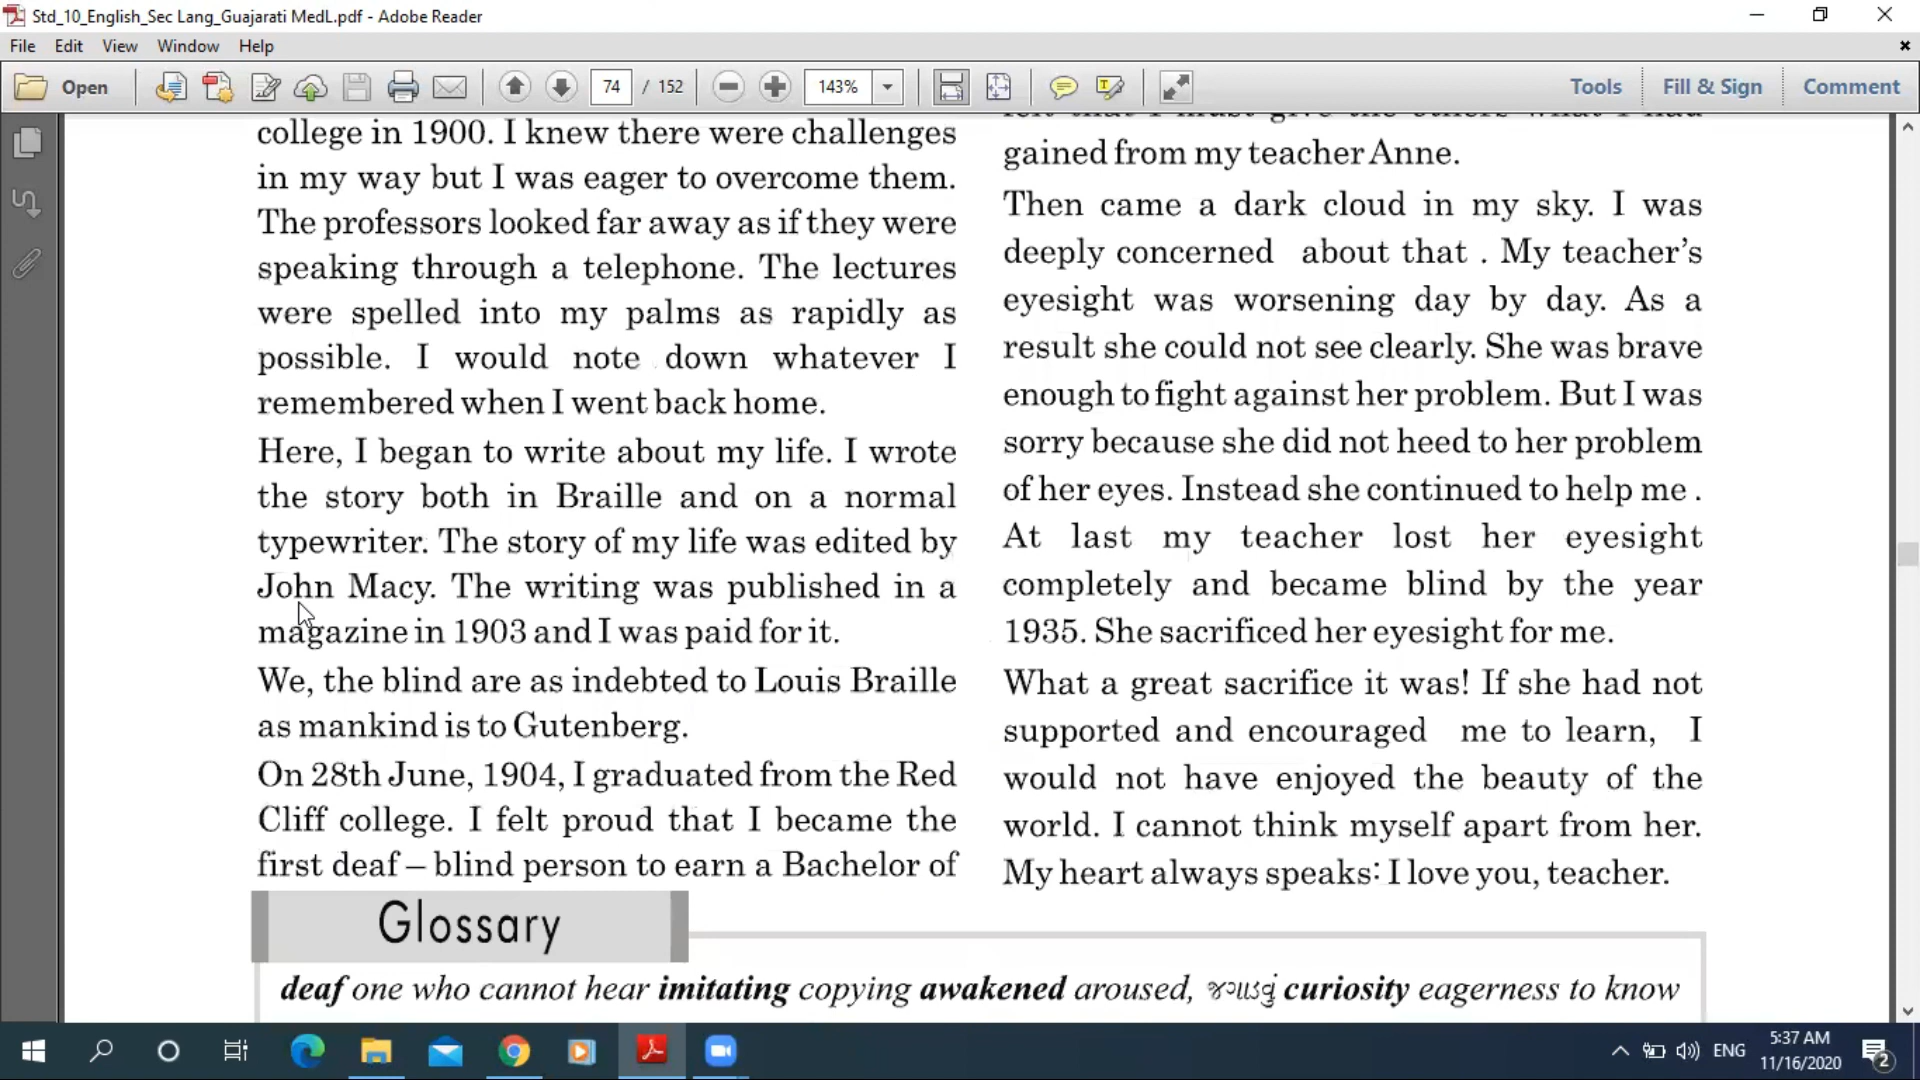 Std_10_English_Sec Lang_Guajarati MedL.pdf - Adobe Reader
File Edit View Window Help
Open 74 / 152 143% Tools Fill & Sign Comment
college in 1900. I knew there were challenges
in my way but I was eager to overcome them.
The professors looked far away as if they were
speaking through a telephone. The lectures
were spelled into my palms as rapidly as
possible. I would note down whatever I
remembered when I went back home.
Here, I began to write about my life. I wrote
the story both in Braille and on a normal
typewriter. The story of my life was edited by
John Macy. The writing was published in a
magazine in 1903 and I was paid for it.
We, the blind are as indebted to Louis Braille
as mankind is to Gutenberg.
On 28th June, 1904, I graduated from the Red
Cliff college. I felt proud that I became the
first deaf – blind person to earn a Bachelor of
felt that I must give the others what I had
gained from my teacher Anne.
Then came a dark cloud in my sky. I was
deeply concerned about that . My teacher's
eyesight was worsening day by day. As a
result she could not see clearly. She was brave
enough to fight against her problem. But I was
sorry because she did not heed to her problem
of her eyes. Instead she continued to help me .
At last my teacher lost her eyesight
completely and became blind by the year
1935. She sacrificed her eyesight for me.
What a great sacrifice it was! If she had not
supported and encouraged me to learn, I
would not have enjoyed the beauty of the
world. I cannot think myself apart from her.
My heart always speaks: I love you, teacher.
Glossary
deaf one who cannot hear imitating copying awakened aroused, curiosity eagerness to know
ENG 5:37 AM
11/16/2020 2